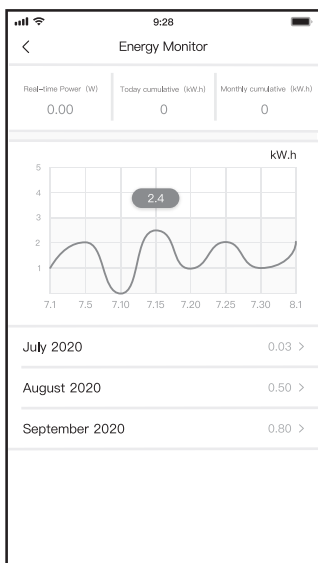 9:28
Energy Monitor
Real-time Power (W) Today cumulative (kW.h) Monthly cumulative (kW.h)
0.00 0 0
kW.h
5
4
3
2.4
2
1
7.1 7.5 7.10 7.15 7.20 7.25 7.30 8.1
July 2020 0.03 >
August 2020 0.50 >
September 2020 0.80 >